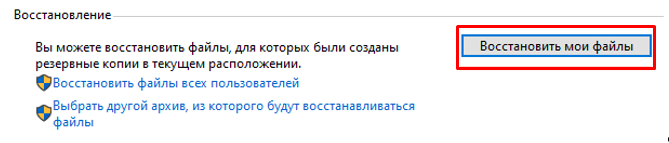 Восстановление
Вы можете восстановить файлы, для которых были созданы
резервные копии в текущем расположении.
Восстановить мои файлы
Восстановить файлы всех пользователей
Выбрать другой архив, из которого будут восстанавливаться
файлы